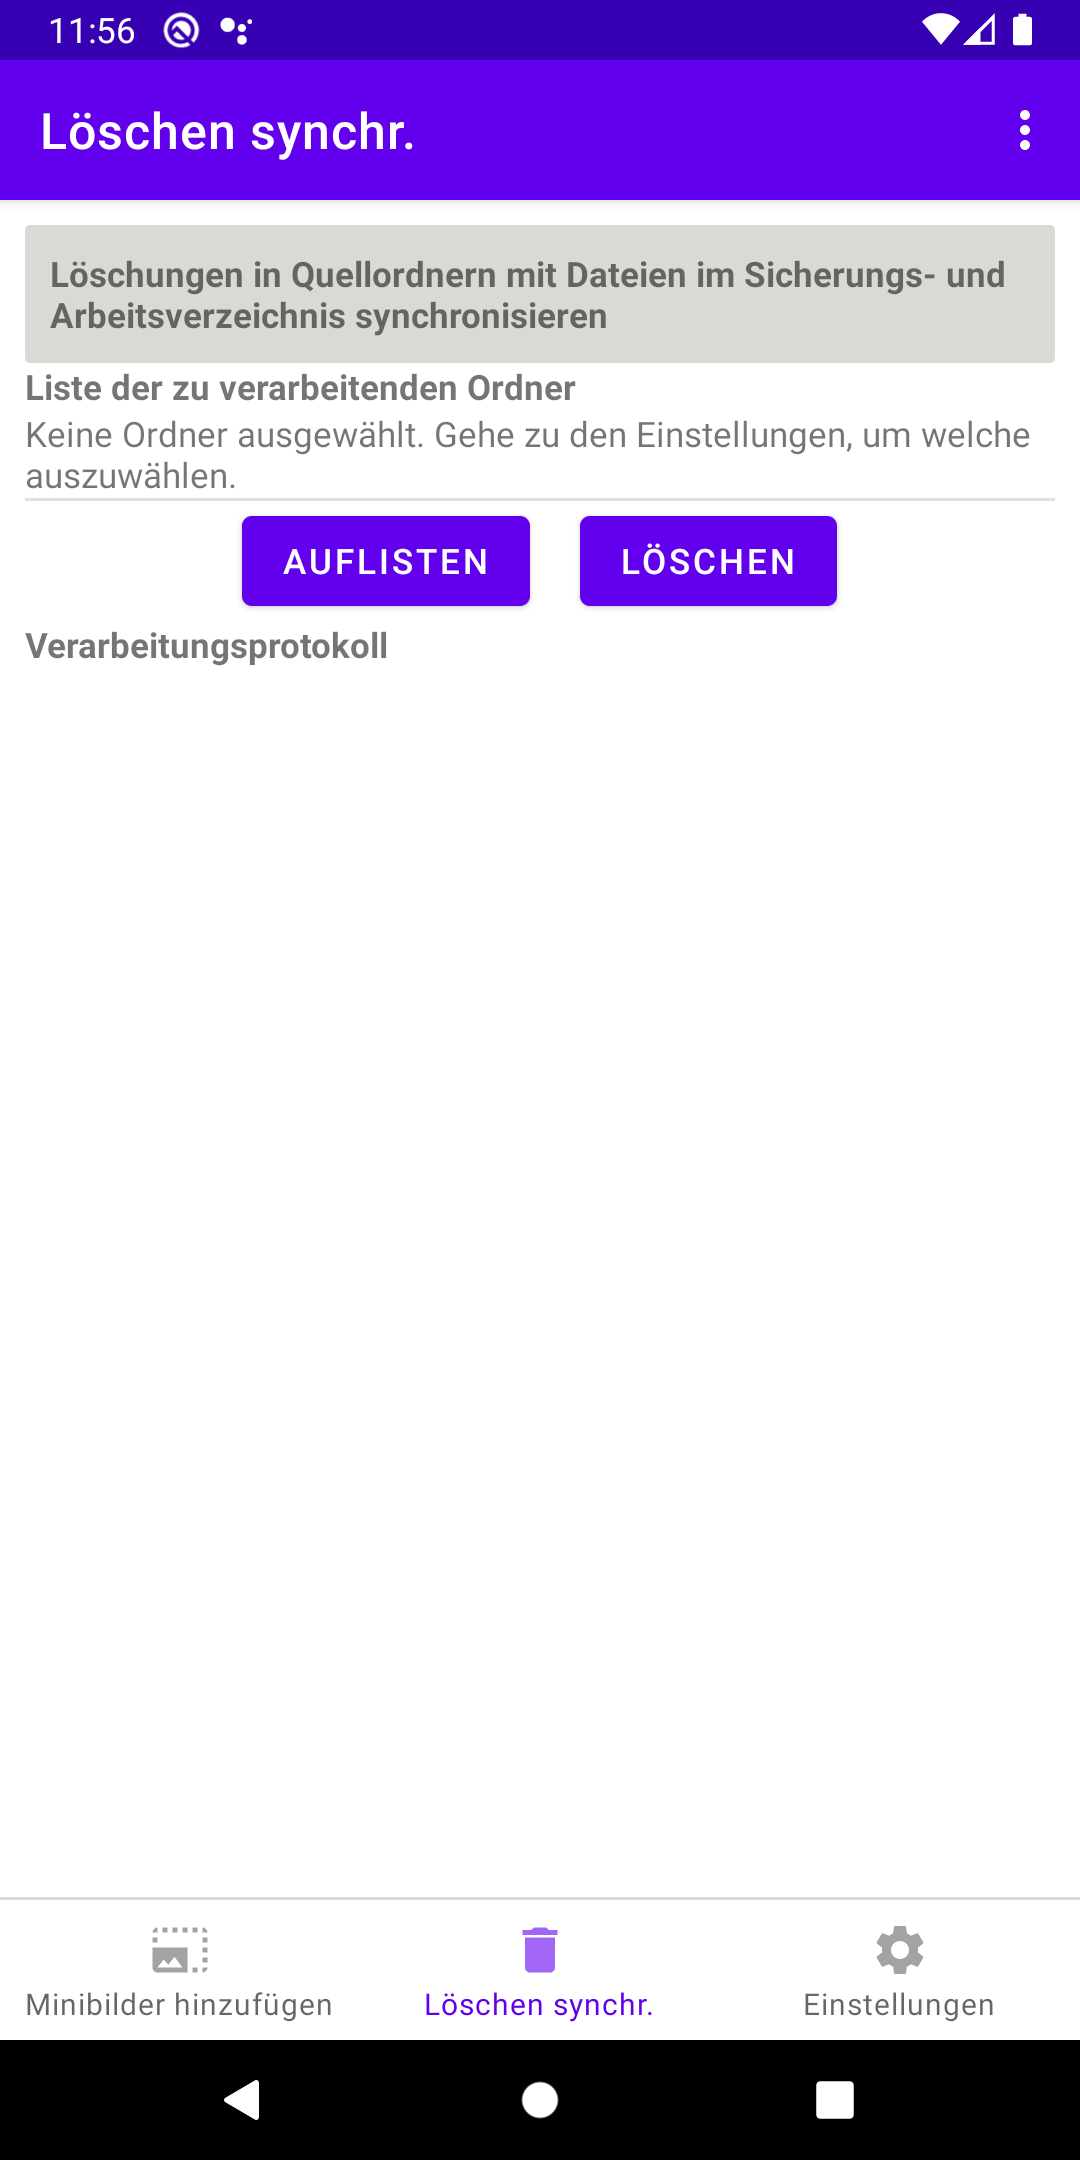 11:56
Löschen synchr.
Löschungen in Quellordnern mit Dateien im Sicherungs- und
Arbeitsverzeichnis synchronisieren
Liste der zu verarbeitenden Ordner
Keine Ordner ausgewählt. Gehe zu den Einstellungen, um welche
auszuwählen.
AUFLISTEN LÖSCHEN
Verarbeitungsprotokoll
Minibilder hinzufügen Löschen synchr. Einstellungen